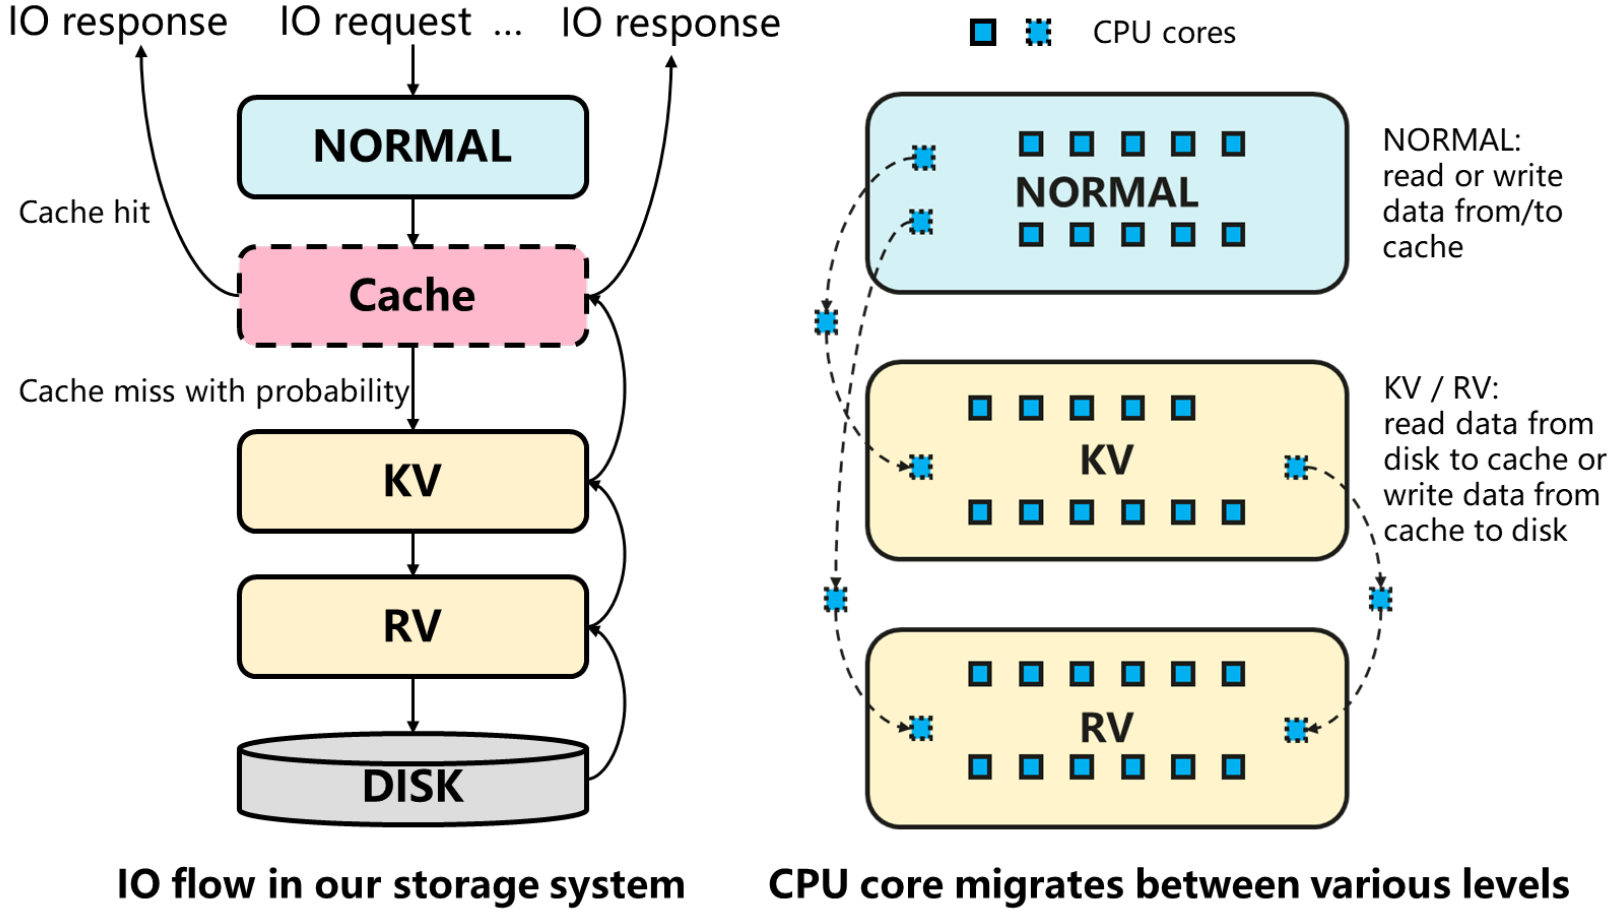 IO response
IO request ...
IO response
NORMAL
Cache hit
Cache
Cache miss with probability
KV
RV
DISK
IO flow in our storage system
CPU cores
NORMAL
NORMAL:
read or write
data from/to
cache
KV
KV / RV:
read data from
disk to cache or
write data from
cache to disk
RV
CPU core migrates between various levels